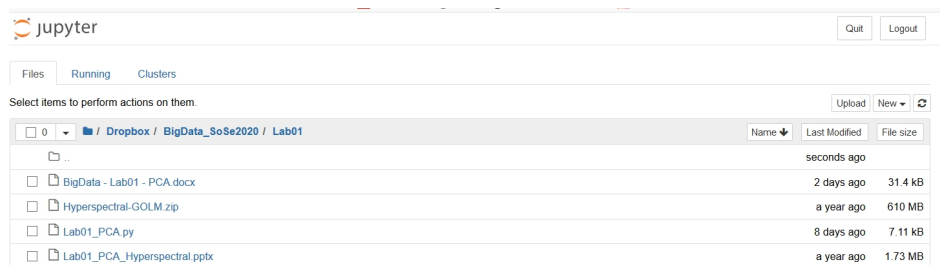 jupyter Quit Logout
Files Running Clusters
Select items to perform actions on them. Upload New
0 / Dropbox / BigData_SoSe2020 / Lab01 Name Last Modified File size
.. seconds ago
BigData - Lab01 - PCA.docx 2 days ago 31.4 kB
Hyperspectral-GOLM.zip a year ago 610 MB
Lab01_PCA.py 8 days ago 7.11 kB
Lab01_PCA_Hyperspectral.pptx a year ago 1.73 MB